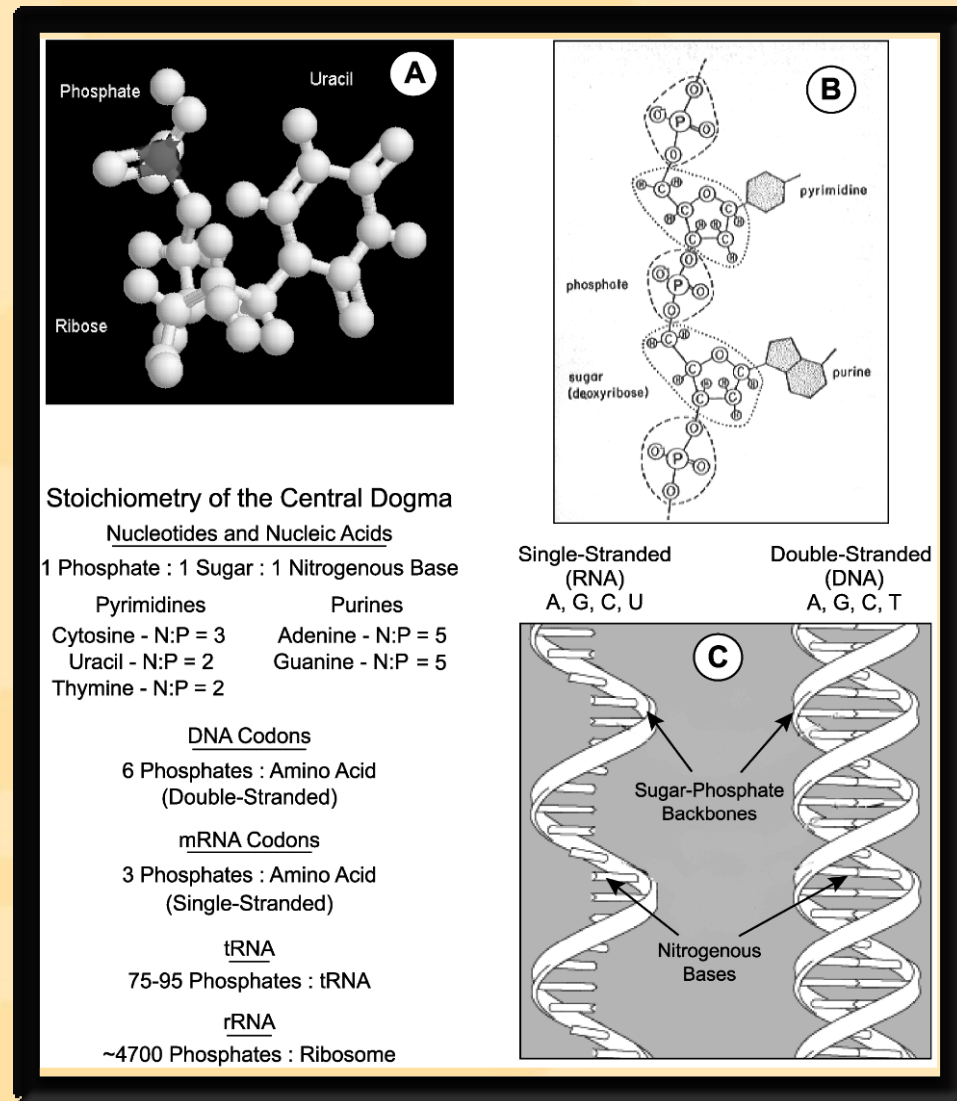 A
Phosphate
Uracil
Ribose
B
O
O⁻
P
O
O
C
H
H
O
C
C
H
H
H
H
C
C
H
pyrimidine
O
phosphate
O⁻
P
O
O
H
C
H
O
C
C
H
H
H
H
C
C
H
purine
sugar
(deoxyribose)
O
O⁻
P
O
O
Stoichiometry of the Central Dogma
Nucleotides and Nucleic Acids
1 Phosphate : 1 Sugar : 1 Nitrogenous Base
Pyrimidines
Cytosine - N:P = 3
Uracil - N:P = 2
Thymine - N:P = 2
Purines
Adenine - N:P = 5
Guanine - N:P = 5
DNA Codons
6 Phosphates : Amino Acid
(Double-Stranded)
mRNA Codons
3 Phosphates : Amino Acid
(Single-Stranded)
tRNA
75-95 Phosphates : tRNA
rRNA
~4700 Phosphates : Ribosome
Single-Stranded
(RNA)
A, G, C, U
Double-Stranded
(DNA)
A, G, C, T
C
Sugar-Phosphate
Backbones
Nitrogenous
Bases